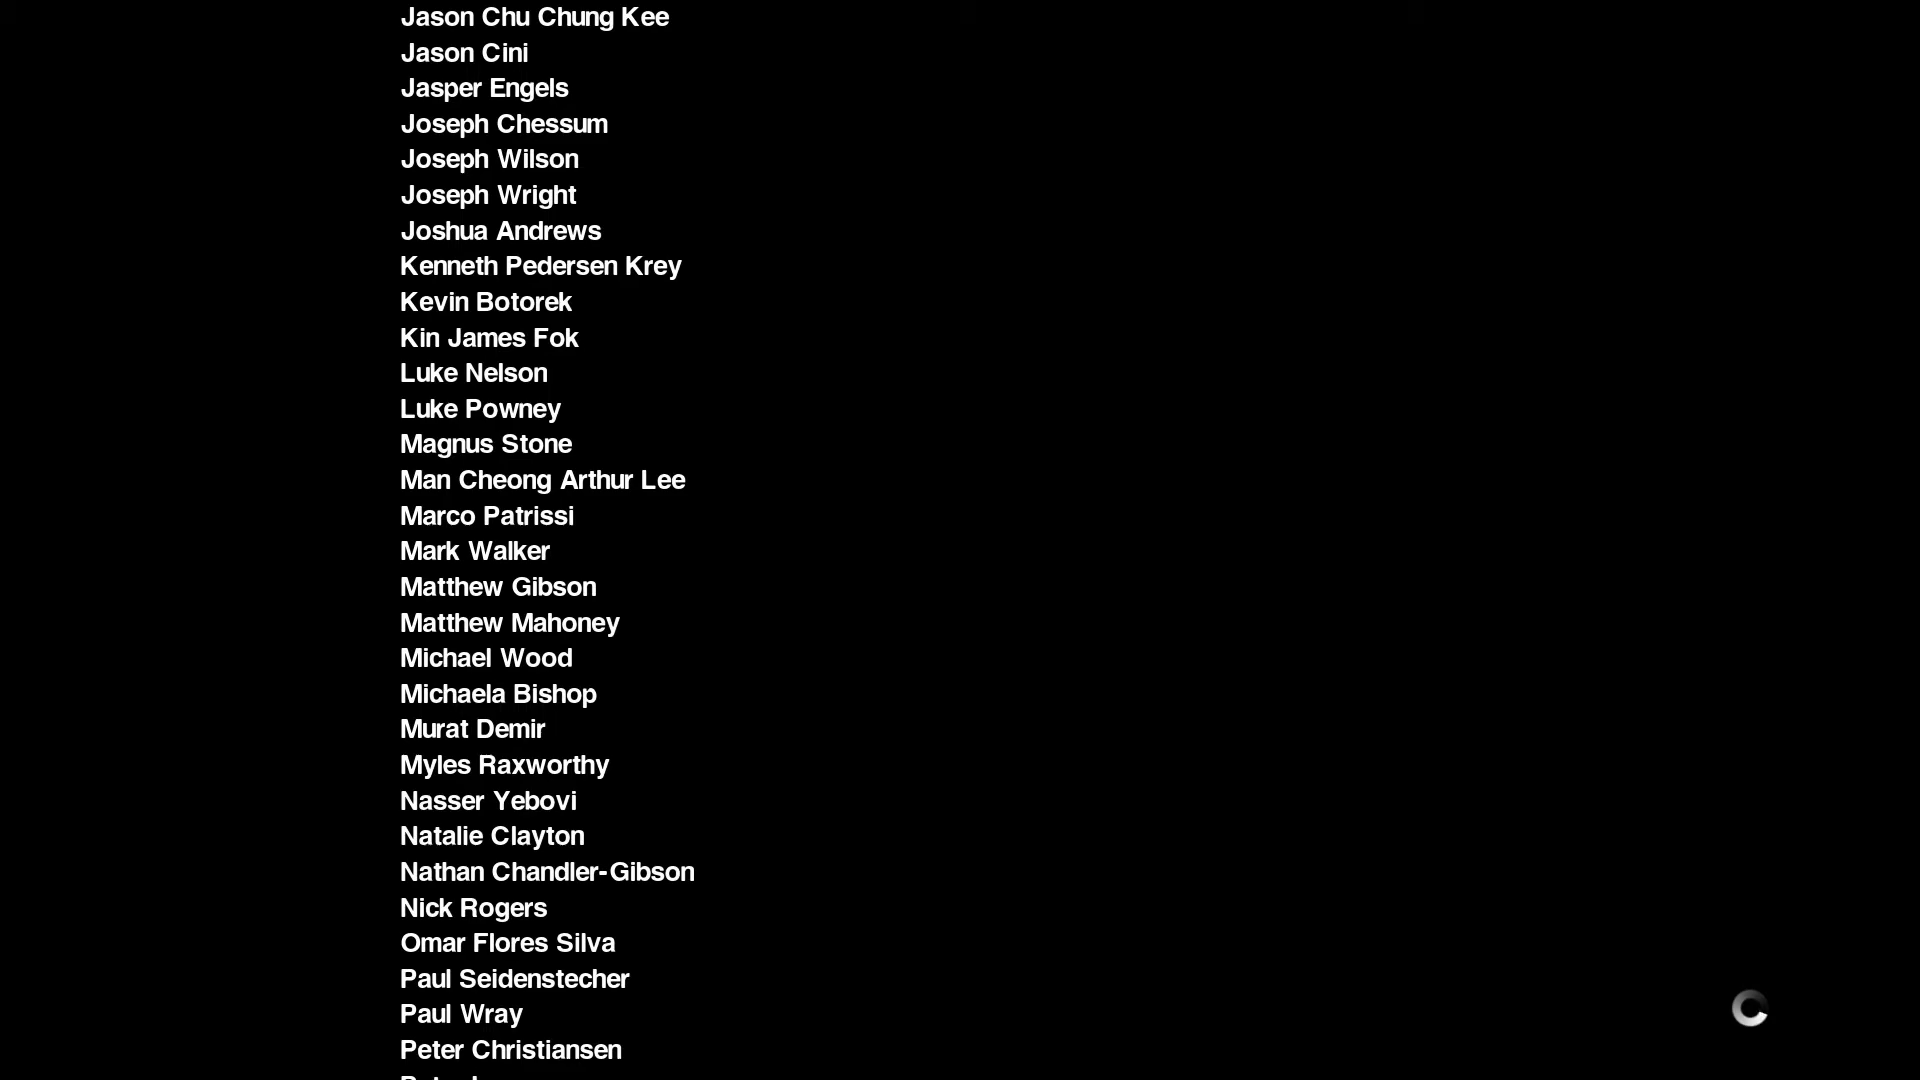 Jason Chu Chung Kee
Jason Cini
Jasper Engels
Joseph Chessum
Joseph Wilson
Joseph Wright
Joshua Andrews
Kenneth Pedersen Krey
Kevin Botorek
Kin James Fok
Luke Nelson
Luke Powney
Magnus Stone
Man Cheong Arthur Lee
Marco Patrissi
Mark Walker
Matthew Gibson
Matthew Mahoney
Michael Wood
Michaela Bishop
Murat Demir
Myles Raxworthy
Nasser Yebovi
Natalie Clayton
Nathan Chandler-Gibson
Nick Rogers
Omar Flores Silva
Paul Seidenstecher
Paul Wray
Peter Christiansen